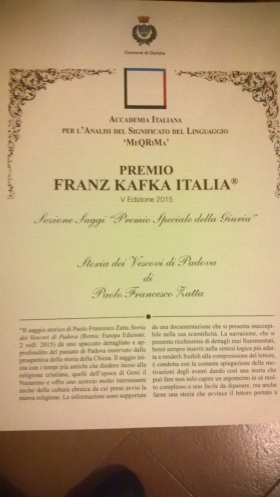 Comune di Gorizia
ACCADEMIA ITALIANA
PER L'ANALISI DEL SIGNIFICATO DEL LINGUAGGIO
'MEQRIMA'
PREMIO
FRANZ KAFKA ITALIA®
V Edizione 2015
Sezione Saggi "Premio Speciale della Giuria"
Storia dei Vescovi di Padova
di
Paolo Francesco Zatta
"Il saggio storico di Paolo Francesco Zatta Storia
dei Vescovi di Padova (Roma: Europa Edizioni:
2 voll: 2015) dà uno spaccato dettagliato e ap-
profondito del passato di Padova osservato dalla
prospettiva della storia della Chiesa. Il saggio ini-
zia con i tempi più antichi che diedero inizio alla
religione cristiana, quelli dell'epoca di Gesù il
Nazareno e offre uno scorcio molto interessante
anche della cultura ebraica da cui prese avvio la
nuova religione. Le informazioni sono supportate
da una documentazione che si presenta ineccepi-
bile nella sua scientificità. La narrazione, che si
presenta ricchissima di dettagli mai frammentati,
bensì sempre inseriti nella sintesi logica più adat-
ta a renderli fruibili alla comprensione del lettore,
è condotta con la costante spiegazione delle mo-
tivazioni degli eventi dando così una storia che
può fare non solo capire un argomento in sé mol-
to complesso e non facile da dipanare, ma anche
farne una storia che avvince il lettore portato a